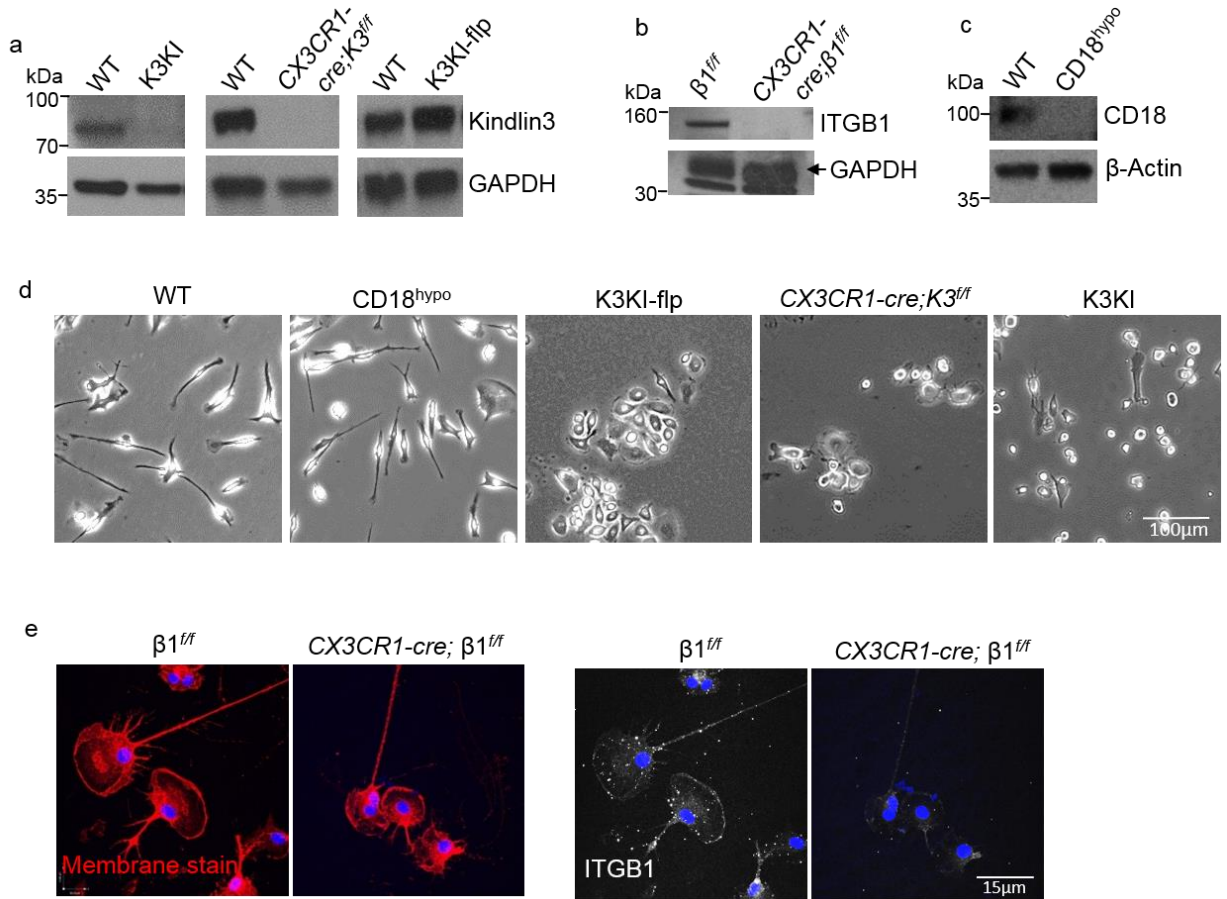 a
kDa
WT
K3KI
WT
CX3CR1-
cre;K3f/f
WT
K3KI-flp
100
70
35
Kindlin3
GAPDH
b
kDa
β1f/f
CX3CR1-
cre;β1f/f
160
30
ITGB1
GAPDH
c
kDa
WT
CD18hypo
100
35
CD18
β-Actin
d
WT
CD18hypo
K3KI-flp
CX3CR1-cre;K3f/f
K3KI
100µm
e
β1f/f
CX3CR1-cre; β1f/f
β1f/f
CX3CR1-cre; β1f/f
Membrane stain
ITGB1
15µm